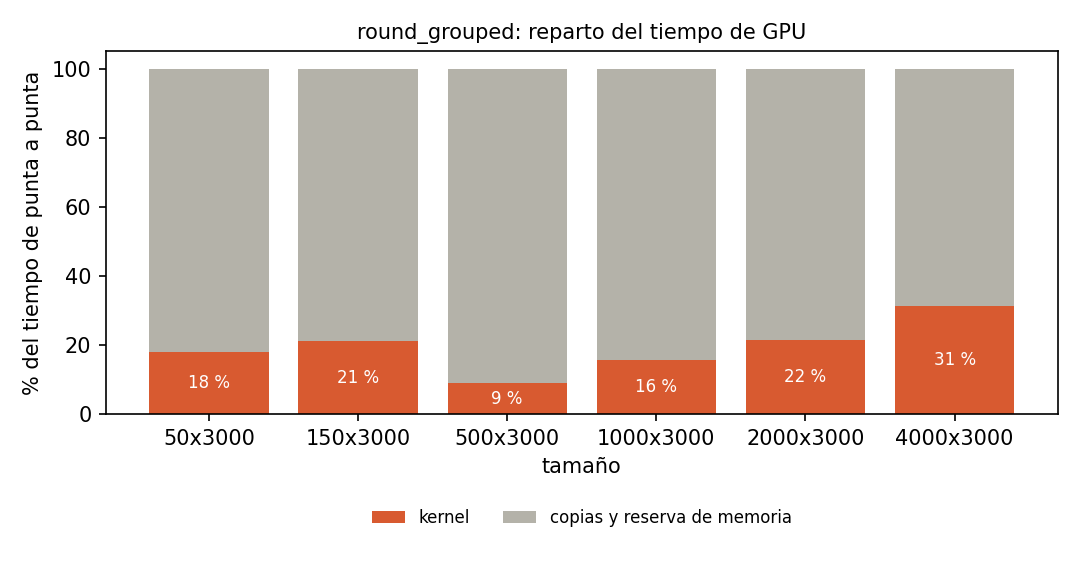 round_grouped: reparto del tiempo de GPU
% del tiempo de punta a punta
100
80
60
40
20
0
18 %
21 %
9 %
16 %
22 %
31 %
50x3000
150x3000
500x3000
1000x3000
2000x3000
4000x3000
tamaño
kernel
copias y reserva de memoria